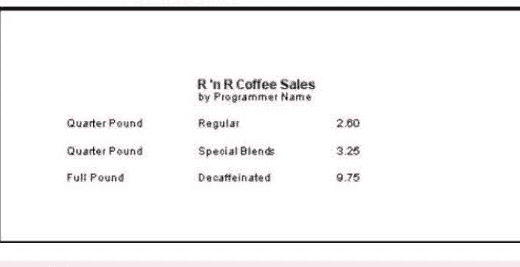 R 'n R Coffee Sales
by Programmer Name
Quarter Pound Regular 2.60
Quarter Pound Special Blends 3.25
Full Pound Decaffeinated 9.75